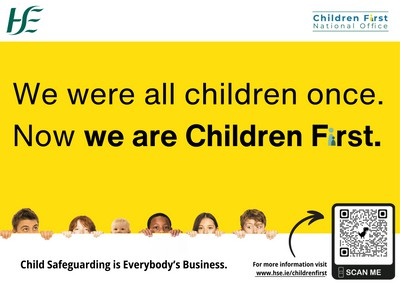 HSE
Children First
National Office
We were all children once.
Now we are Children First.
Child Safeguarding is Everybody's Business.
For more information visit
www.hse.ie/childrenfirst
SCAN ME